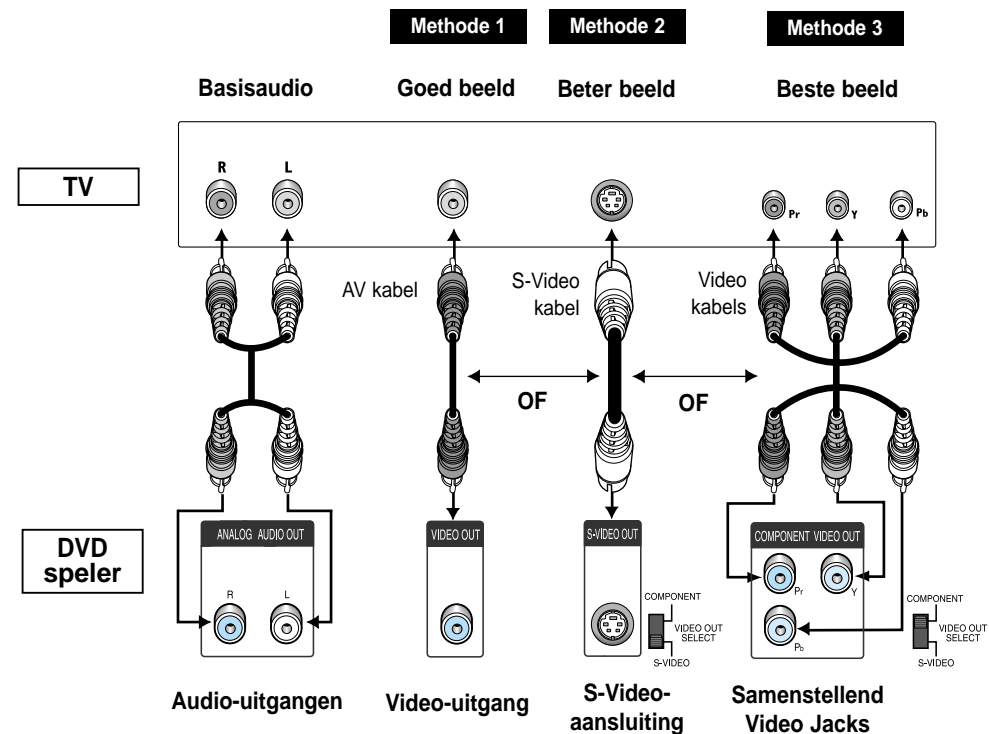 Methode 1 Methode 2 Methode 3
Basisaudio Goed beeld Beter beeld Beste beeld
TV
R L
Pr Y Pb
AV kabel
S-Video
kabel
Video
kabels
OF OF
DVD
speler
ANALOG AUDIO OUT
R L
VIDEO OUT
S-VIDEO OUT
COMPONENT
VIDEO OUT
SELECT
S-VIDEO
COMPONENT VIDEO OUT
Pr Y
Pb
COMPONENT
VIDEO OUT
SELECT
S-VIDEO
Audio-uitgangen
Video-uitgang
S-Video-
aansluiting
Samenstellend
Video Jacks